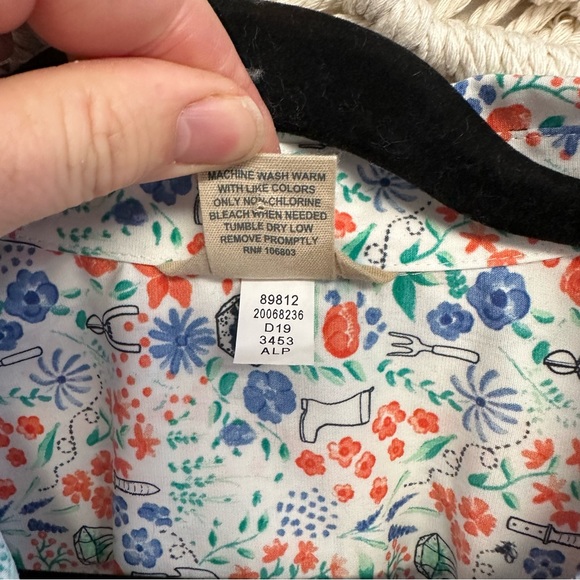 MACHINE WASH WARM
WITH LIKE COLORS
ONLY NON-CHLORINE
BLEACH WHEN NEEDED
TUMBLE DRY LOW
REMOVE PROMPTLY
RN# 106803
89812
20068236
D19
3453
ALP